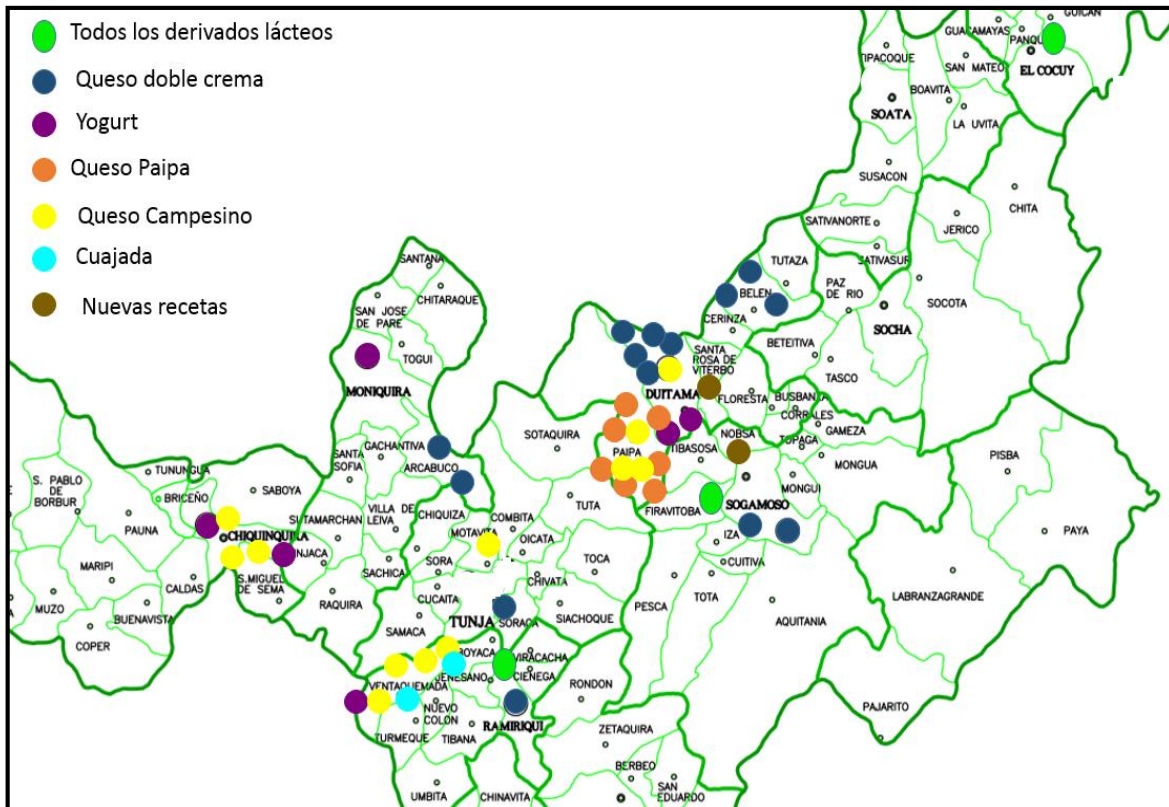 Todos los derivados lácteos
Queso doble crema
Yogurt
Queso Paipa
Queso Campesino
Cuajada
Nuevas recetas
GUICAN
GUACAMAYAS
TIPACOQUE
SAN MATEO
EL COCUY
BOAVITA
SOATA
LA UVITA
SUSACON
CHITA
SATIVANORTE
JERICO
SATIVASUR
SANTANA
TUTAZA
CHITARAQUE
BELEN
PAZ
DE RIO
SOCOTA
SAN JOSE
DE PARE
CERINZA
SOCHA
TOGUI
SANTA
ROSA DE
VITERBO
BETEITIVA
TASCO
MONIQUIRA
DUITAMA
FLORESTA
CORRALES
GAMEZA
SOTAQUIRA
NOBSA
TOPAGA
GACHANTIVA
TIBASOSA
SANTA
SOFIA
ARCABUCO
PAIPA
MONGUA
PISBA
TUNUNGUA
S. PABLO
DE
BORBUR
BRICEÑO
SABOYA
MONGUI
TUTA
FIRAVITOBA
SOGAMOSO
PAUNA
VILLA DE
LEIVA
CHIQUIZA
COMBITA
PAYA
MOTAVITA
OICATA
IZA
SORA
TOCA
CUITIVA
MARIPI
S.MIGUEL
DE SEMA
SACHICA
CHIVATA
CALDAS
CUCAITA
PESCA
TOTA
LABRANZAGRANDE
MUZO
BUENAVISTA
RAQUIRA
SIACHOQUE
AQUITANIA
TUNJA
SORACA
COPER
SAMACA
VIRACACHA
CIENEGA
RONDON
VENTAQUEMADA
NUEVO
COLON
PAJARITO
RAMIRIQUI
TURMEQUE
TIBANA
ZETAQUIRA
BERBEO
SAN
EDUARDO
UMBITA
CHINAVITA